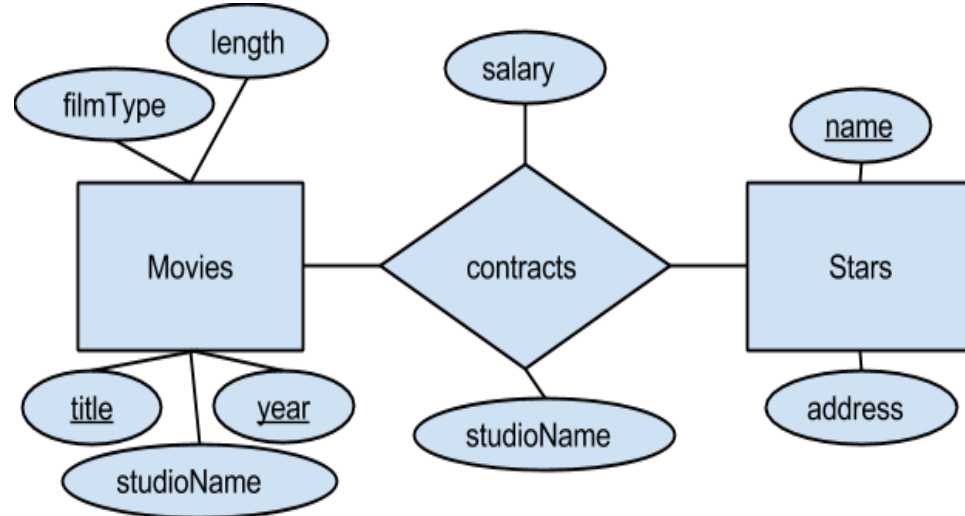 length
filmType
salary
name
Movies
contracts
Stars
title
year
studioName
studioName
address